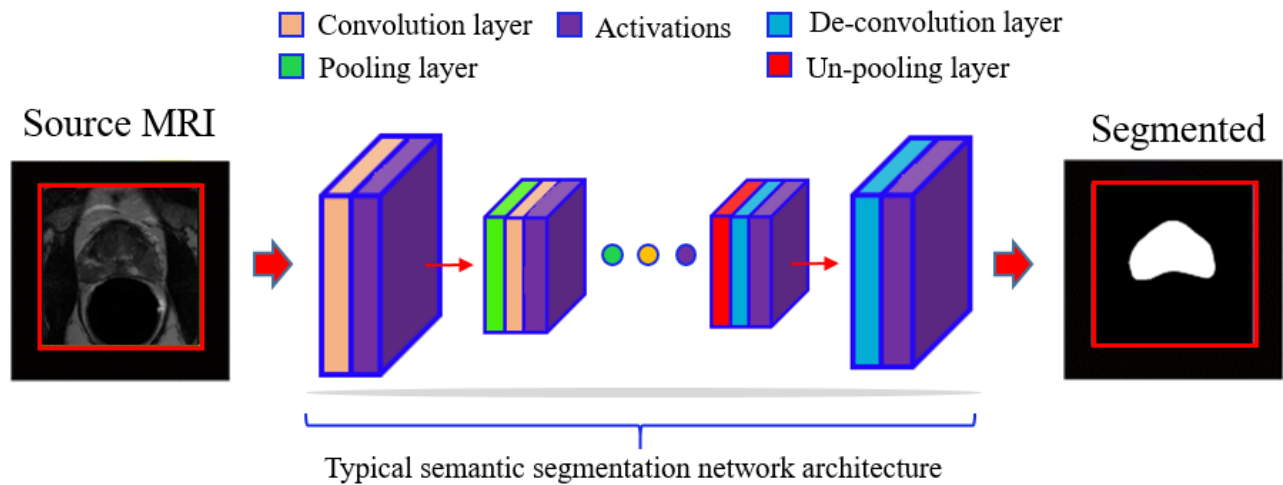 Convolution layer
Activations
De-convolution layer
Pooling layer
Un-pooling layer
Source MRI
Segmented
Typical semantic segmentation network architecture